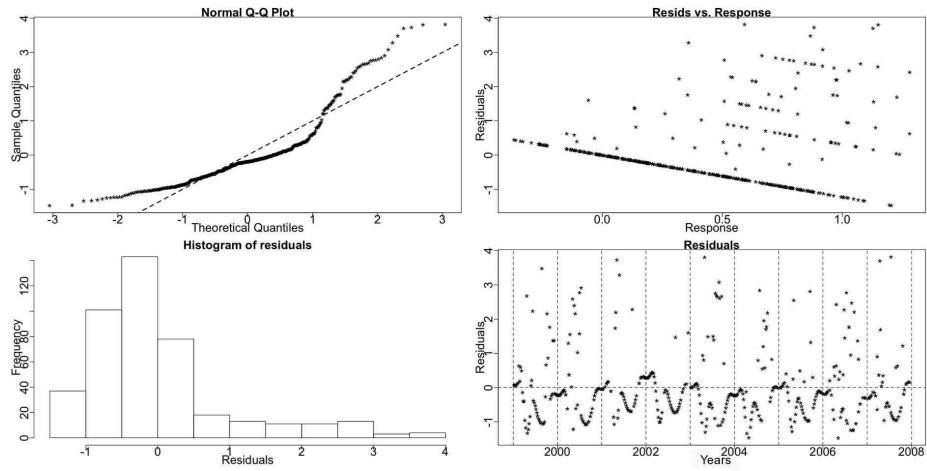 Normal Q-Q Plot
Sample Quantiles
4
3
2
1
0
-1
-3 -2 -1 0 1 2 3
Theoretical Quantiles
Resids vs. Response
Residuals
4
3
2
1
0
-1
0.0 0.5 1.0
Response
Histogram of residuals
Frequency
120
80
60
40
20
0
-1 0 1 2 3 4
Residuals
Residuals
Residuals
4
3
2
1
0
-1
2000 2002 2004 2006 2008
Years